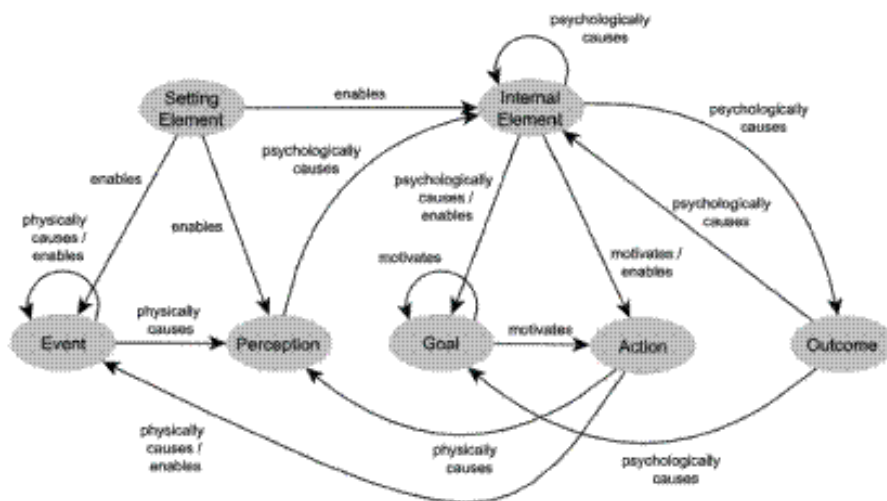 psychologically
causes
Setting
Element
enables
Internal
Element
psychologically
causes
psychologically
causes
enables
psychologically
causes /
enables
psychologically
causes
physically
causes /
enables
enables
motivates
motivates /
enables
physically
causes
motivates
Event
Perception
Goal
Action
Outcome
physically
causes /
enables
physically
causes
psychologically
causes